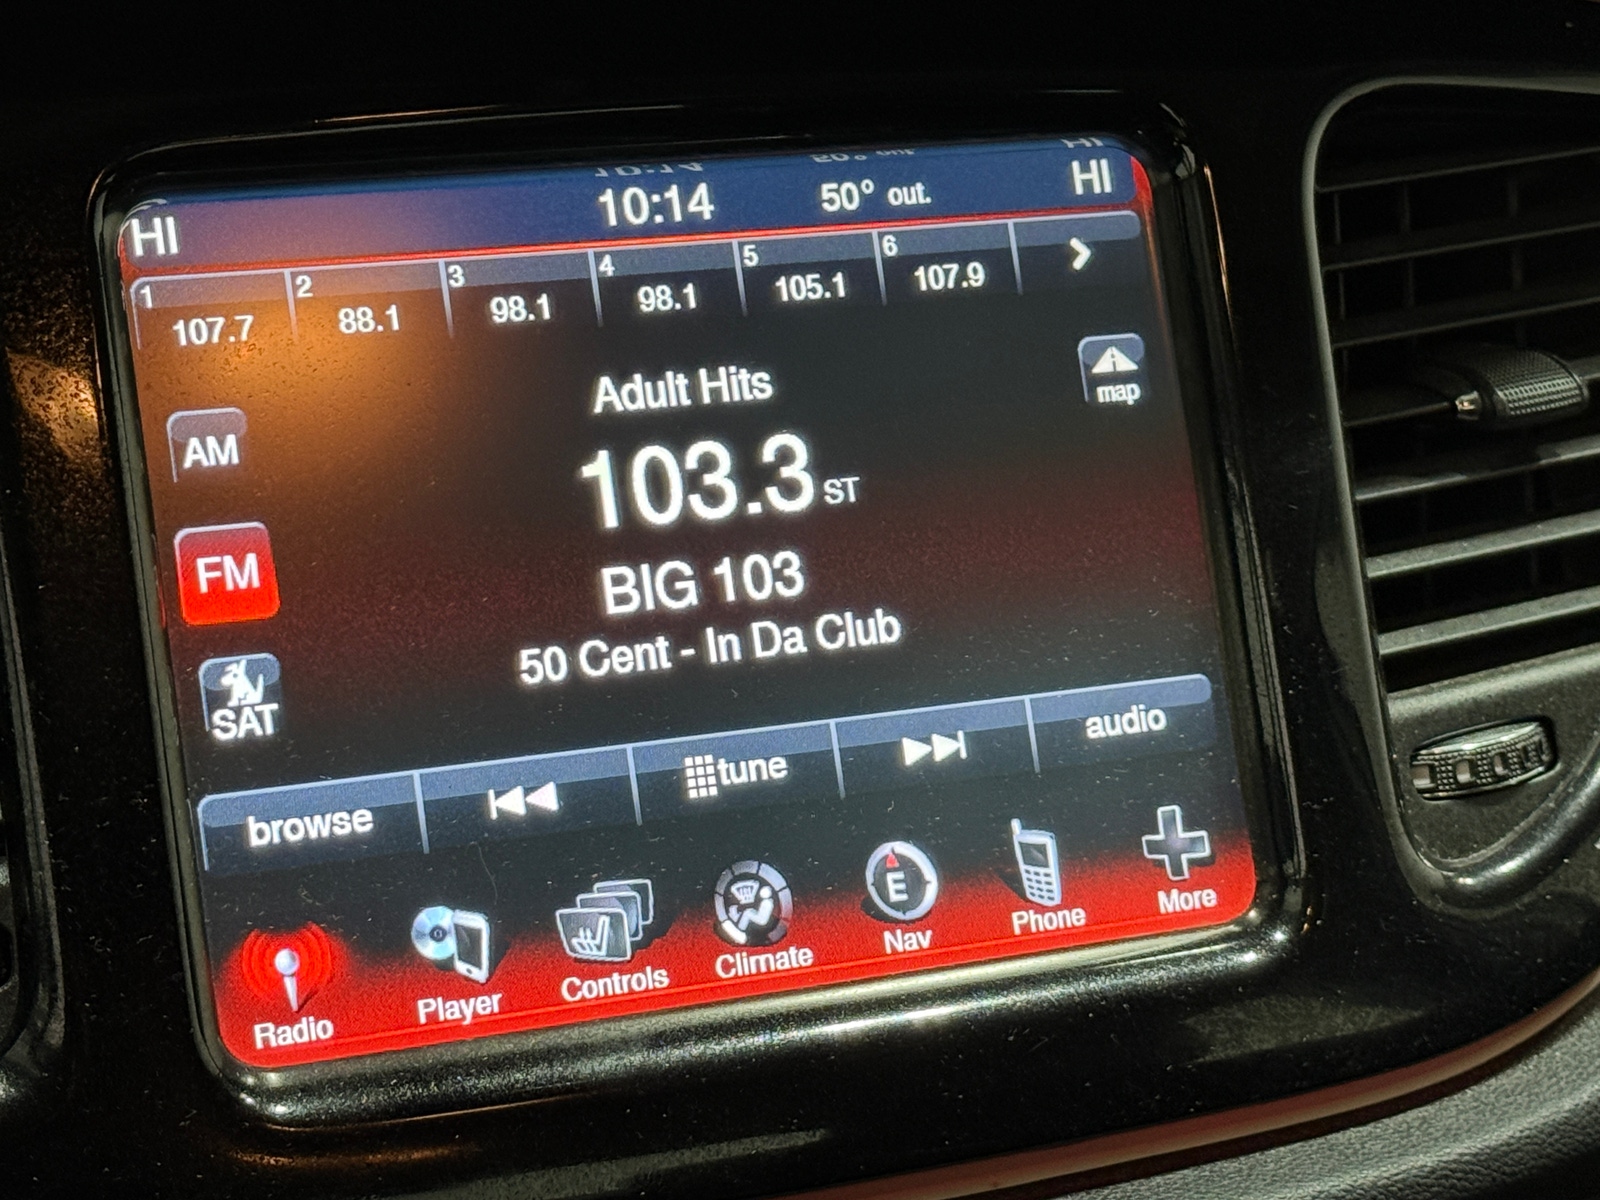 HI 10:14 50° out. HI
1 2 3 4 5 6
107.7 88.1 98.1 98.1 105.1 107.9
map
Adult Hits
AM
103.3 ST
FM
BIG 103
50 Cent - In Da Club
SAT
browse tune audio
E
Radio Player Controls Climate Nav Phone More